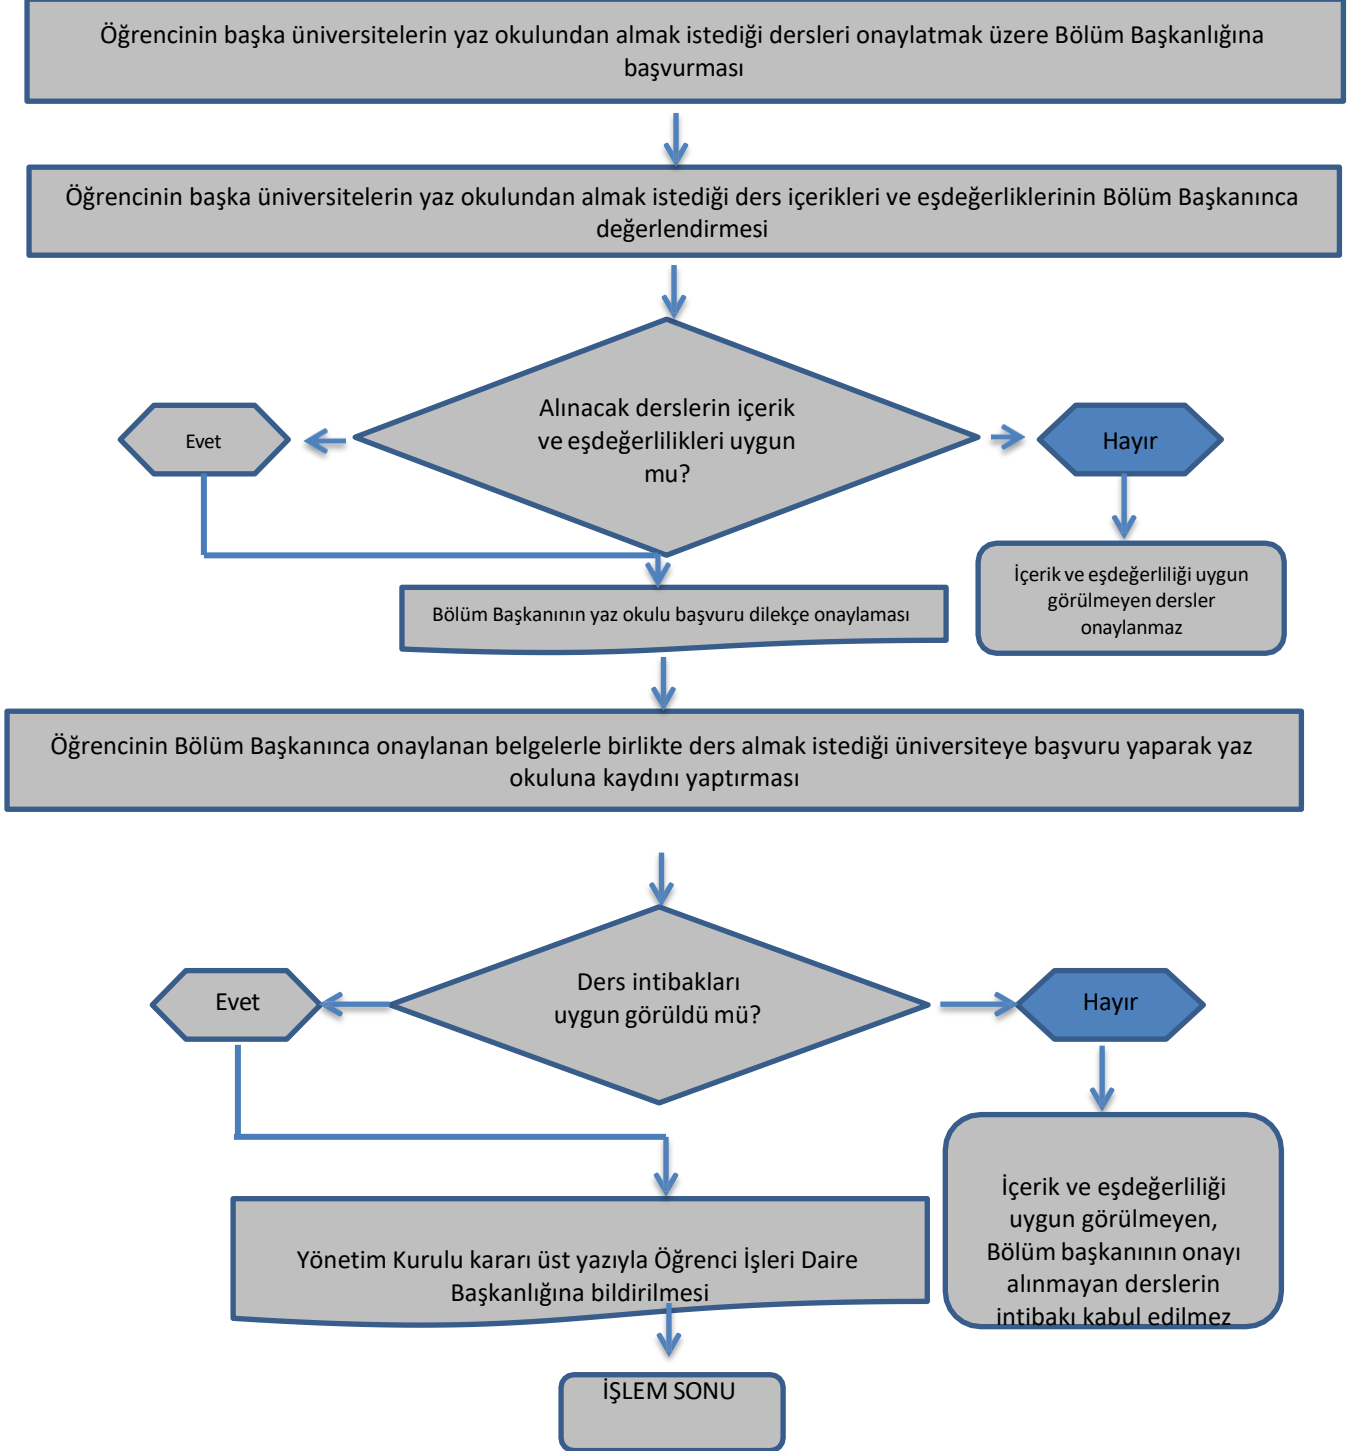 Öğrencinin başka üniversitelerin yaz okulundan almak istediği dersleri onaylatmak üzere Bölüm Başkanlığına
başvurması
Öğrencinin başka üniversitelerin yaz okulundan almak istediği ders içerikleri ve eşdeğerliklerinin Bölüm Başkanınca
değerlendirmesi
Alınacak derslerin içerik
ve eşdeğerlilikleri uygun
mu?
Evet
Hayır
İçerik ve eşdeğerliliği uygun
görülmeyen dersler
onaylanmaz
Bölüm Başkanının yaz okulu başvuru dilekçe onaylaması
Öğrencinin Bölüm Başkanınca onaylanan belgelerle birlikte ders almak istediği üniversiteye başvuru yaparak yaz
okuluna kaydını yaptırması
Ders intibakları
uygun görüldü mü?
Evet
Hayır
İçerik ve eşdeğerliliği
uygun görülmeyen,
Bölüm başkanının onayı
alınmayan derslerin
intibakı kabul edilmez
Yönetim Kurulu kararı üst yazıyla Öğrenci İşleri Daire
Başkanlığına bildirilmesi
İŞLEM SONU